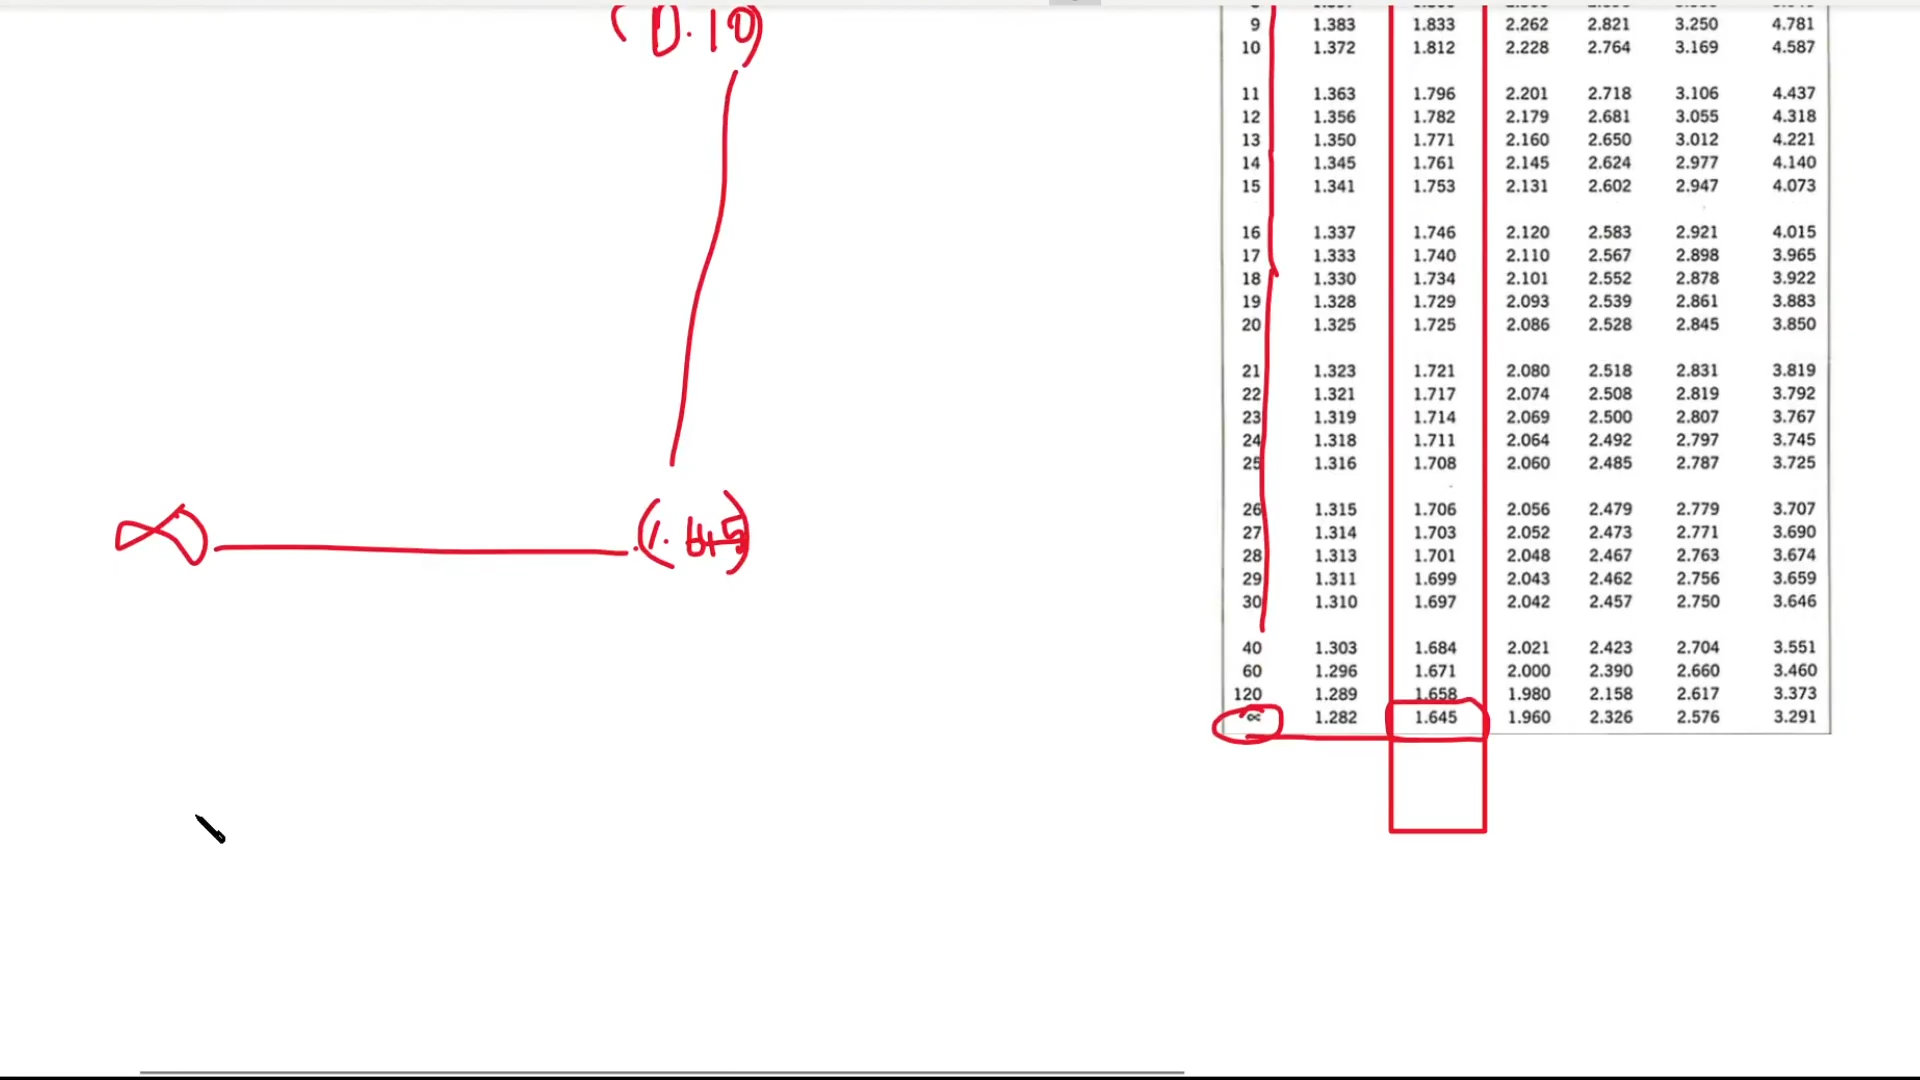 (0.10)
∞ (1.645)
9 1.383 1.833 2.262 2.821 3.250 4.781
10 1.372 1.812 2.228 2.764 3.169 4.587
11 1.363 1.796 2.201 2.718 3.106 4.437
12 1.356 1.782 2.179 2.681 3.055 4.318
13 1.350 1.771 2.160 2.650 3.012 4.221
14 1.345 1.761 2.145 2.624 2.977 4.140
15 1.341 1.753 2.131 2.602 2.947 4.073
16 1.337 1.746 2.120 2.583 2.921 4.015
17 1.333 1.740 2.110 2.567 2.898 3.965
18 1.330 1.734 2.101 2.552 2.878 3.922
19 1.328 1.729 2.093 2.539 2.861 3.883
20 1.325 1.725 2.086 2.528 2.845 3.850
21 1.323 1.721 2.080 2.518 2.831 3.819
22 1.321 1.717 2.074 2.508 2.819 3.792
23 1.319 1.714 2.069 2.500 2.807 3.767
24 1.318 1.711 2.064 2.492 2.797 3.745
25 1.316 1.708 2.060 2.485 2.787 3.725
26 1.315 1.706 2.056 2.479 2.779 3.707
27 1.314 1.703 2.052 2.473 2.771 3.690
28 1.313 1.701 2.048 2.467 2.763 3.674
29 1.311 1.699 2.043 2.462 2.756 3.659
30 1.310 1.697 2.042 2.457 2.750 3.646
40 1.303 1.684 2.021 2.423 2.704 3.551
60 1.296 1.671 2.000 2.390 2.660 3.460
120 1.289 1.658 1.980 2.158 2.617 3.373
∞ 1.282 1.645 1.960 2.326 2.576 3.291